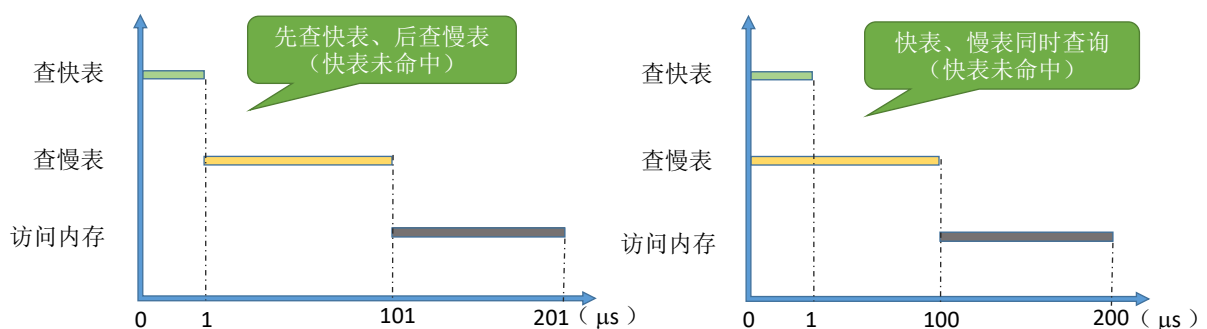 先查快表、后查慢表
（快表未命中）
查快表
查慢表
访问内存
0 1 101 201（μs）
快表、慢表同时查询
（快表未命中）
查快表
查慢表
访问内存
0 1 100 200（μs）